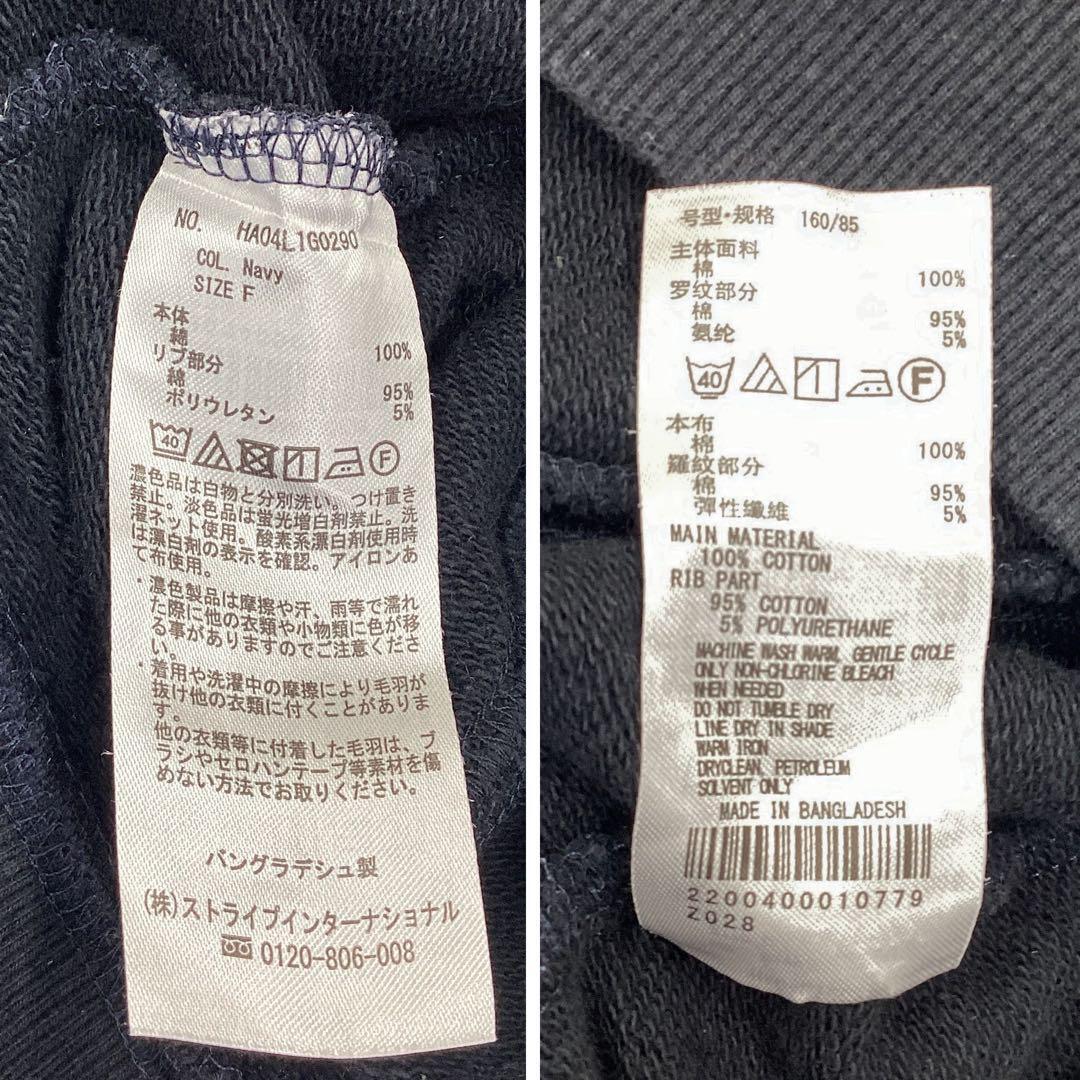 NO. HA04L1G0290
COL. Navy
SIZE F
本体
綿 100%
リブ部分
綿 95%
ポリウレタン 5%
40
F
濃色品は白物と分別洗い。つけ置き
禁止。淡色品は蛍光増白剤禁止。洗
濯ネット使用。酸素系漂白剤使用時
は漂白剤の表示を確認。アイロンあ
て布使用。
・濃色製品は摩擦や汗、雨等で濡れ
た際に他の衣類や小物類に色が移
る事がありますのでご注意くださ
い。
・着用や洗濯中の摩擦により毛羽が
抜け他の衣類に付くことがありま
す。
他の衣類等に付着した毛羽は、ブ
ラシやセロハンテープ等素材を傷
めない方法でお取りください。
バングラデシュ製
(株)ストライプインターナショナル
0120-806-008
号型·规格 160/85
主体面料
棉 100%
罗纹部分
棉 95%
氨纶 5%
40
F
本布
棉 100%
羅紋部分
棉 95%
彈性纖維 5%
MAIN MATERIAL
100% COTTON
RIB PART
95% COTTON
5% POLYURETHANE
MACHINE WASH WARM, GENTLE CYCLE
ONLY NON-CHLORINE BLEACH
WHEN NEEDED
DO NOT TUMBLE DRY
LINE DRY IN SHADE
WARM IRON
DRYCLEAN, PETROLEUM
SOLVENT ONLY
MADE IN BANGLADESH
2200400010779
Z028